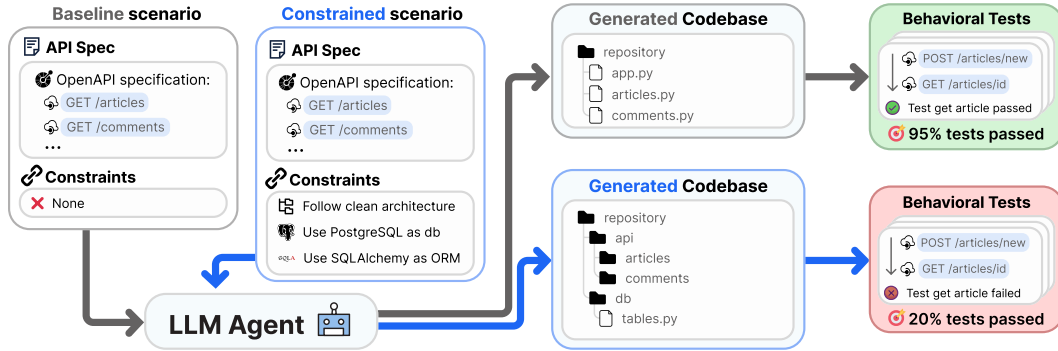 Baseline scenario
API Spec
OpenAPI specification:
GET /articles
GET /comments
...
Constraints
None
Constrained scenario
API Spec
OpenAPI specification:
GET /articles
GET /comments
...
Constraints
Follow clean architecture
Use PostgreSQL as db
SQLA Use SQLAlchemy as ORM
LLM Agent
Generated Codebase
repository
app.py
articles.py
comments.py
Behavioral Tests
POST /articles/new
GET /articles/id
Test get article passed
95% tests passed
Generated Codebase
repository
api
articles
comments
db
tables.py
Behavioral Tests
POST /articles/new
GET /articles/id
Test get article failed
20% tests passed